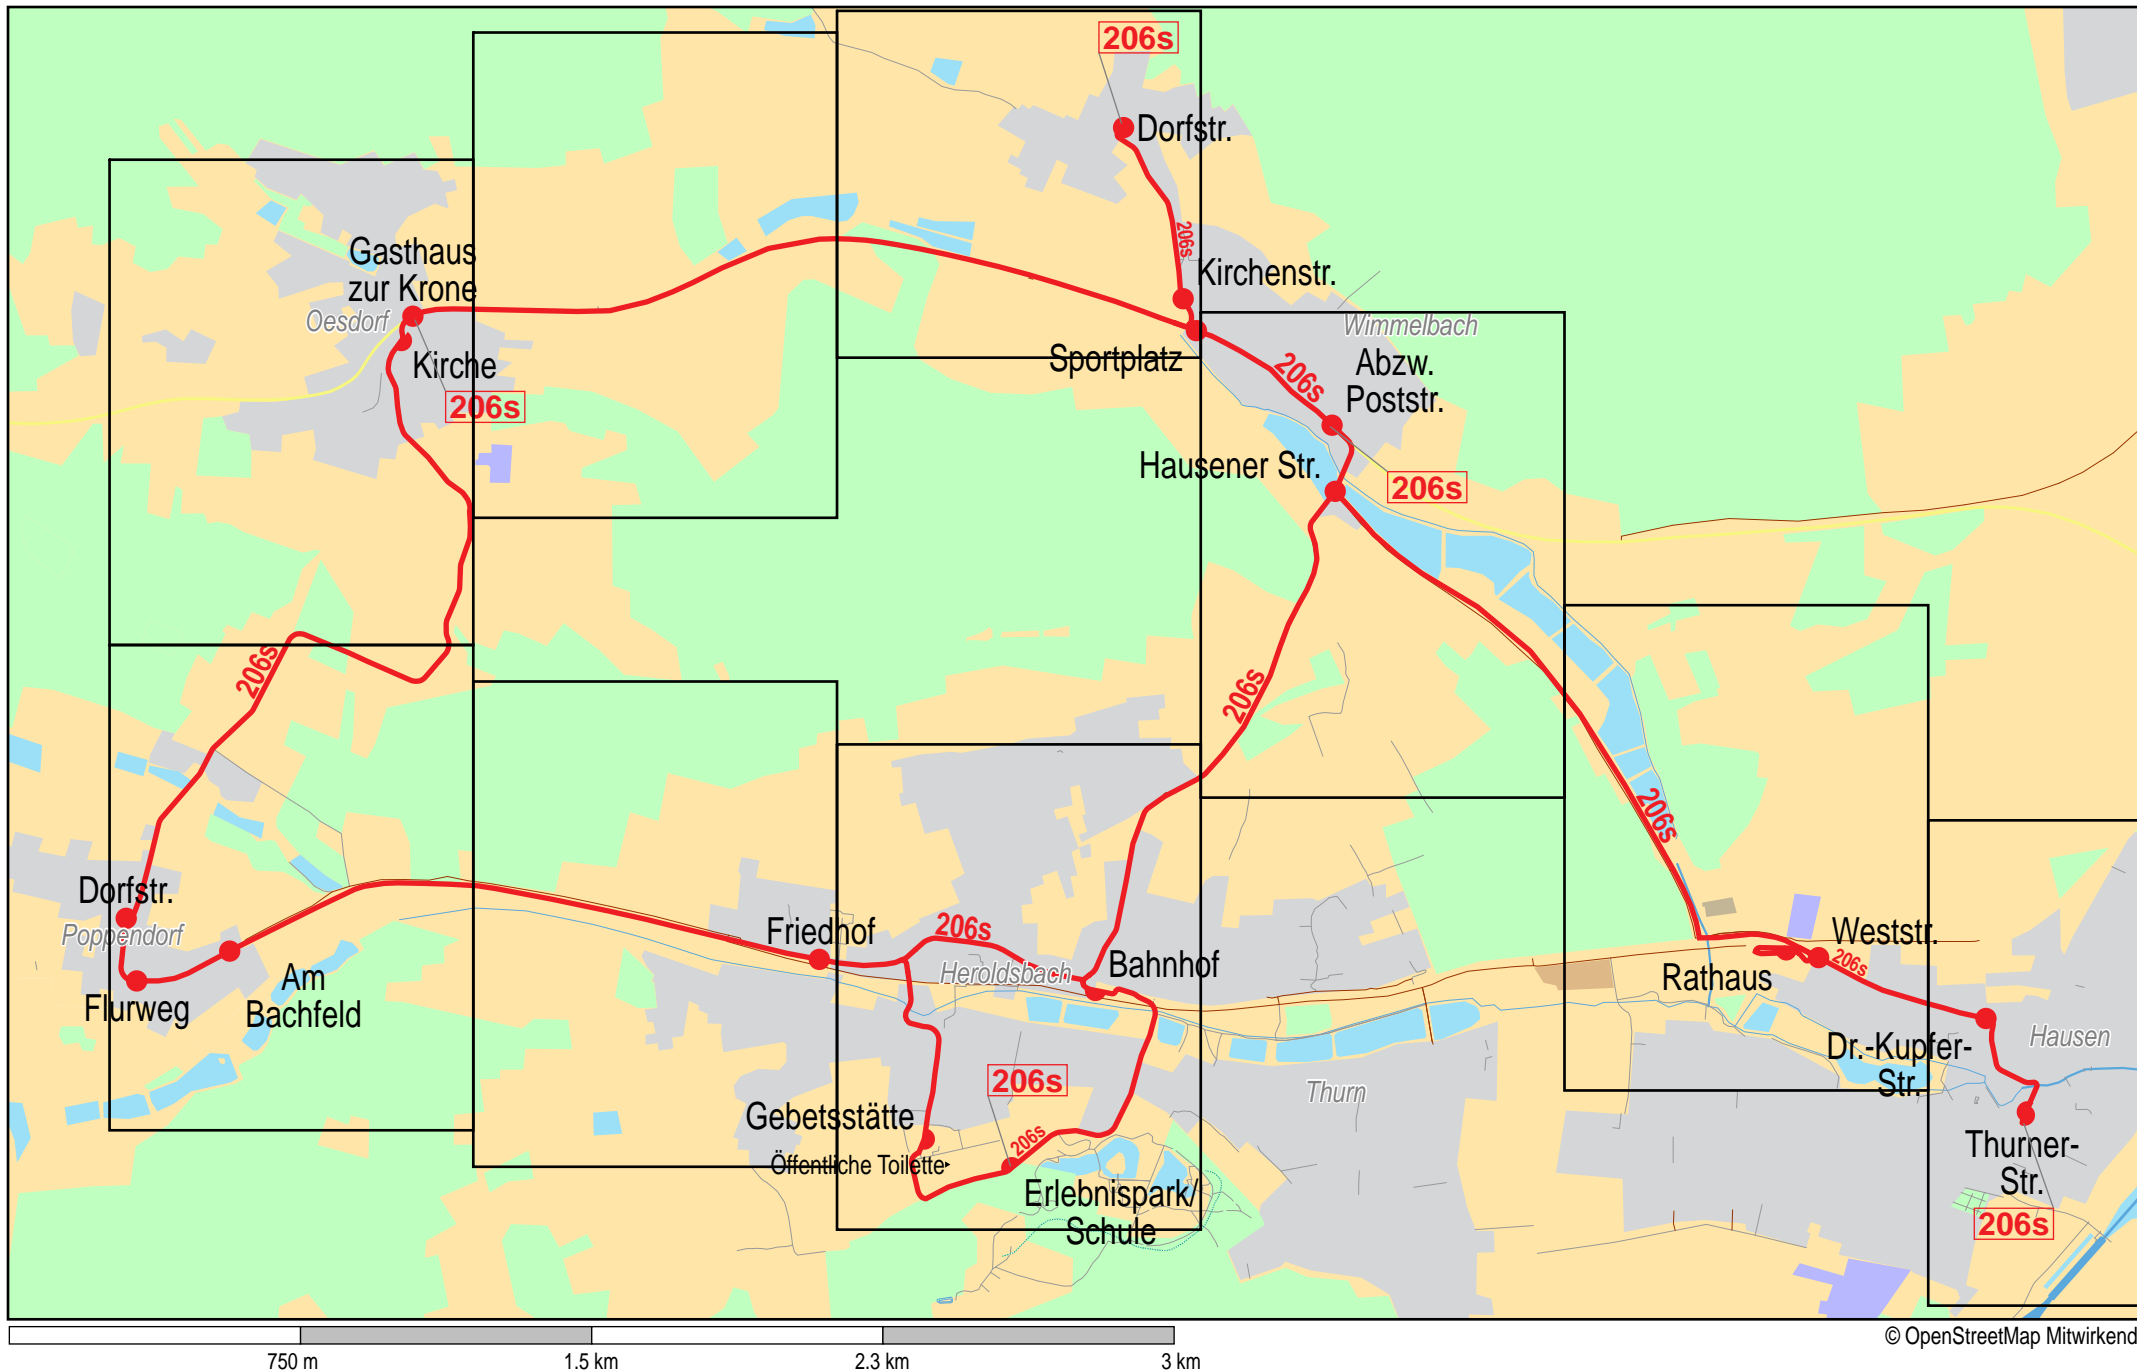 206s
Dorfstr.
206s
Gasthaus
zur Krone
Oesdorf
Kirche
206s
Kirchenstr.
Wimmelbach
Sportplatz
206s
Abzw.
Poststr.
Hausener Str.
206s
206s
206s
206s
Dorfstr.
Poppendorf
Flurweg
Am
Bachfeld
Friedhof
206s
Heroldsbach
Bahnhof
Weststr.
206s
Rathaus
Dr.-Kupfer-
Str.
Hausen
206s
Thurn
Gebetsstätte
Öffentliche Toilette
206s
Erlebnispark/
Schule
Thurner-
Str.
206s
750 m
1.5 km
2.3 km
3 km
© OpenStreetMap Mitwirkend